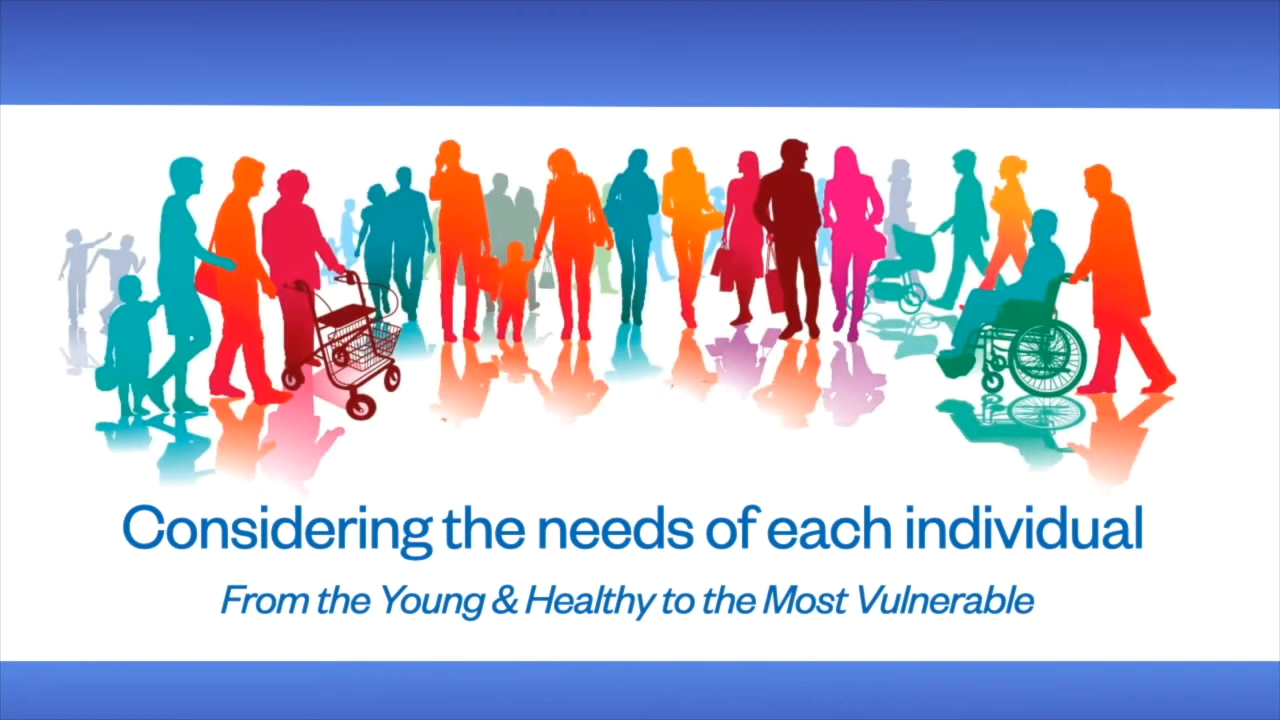 Considering the needs of each individual
From the Young & Healthy to the Most Vulnerable